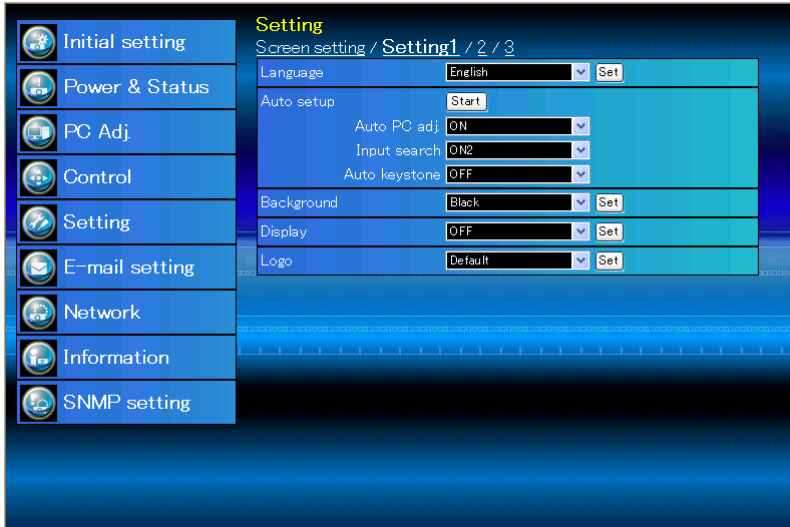 Setting
Screen setting / Setting1 / 2 / 3
Initial setting
Power & Status
PC Adj.
Control
Setting
E-mail setting
Network
Information
SNMP setting
Language English Set
Auto setup Start
Auto PC adj. ON
Input search ON2
Auto keystone OFF
Background Black Set
Display OFF Set
Logo Default Set